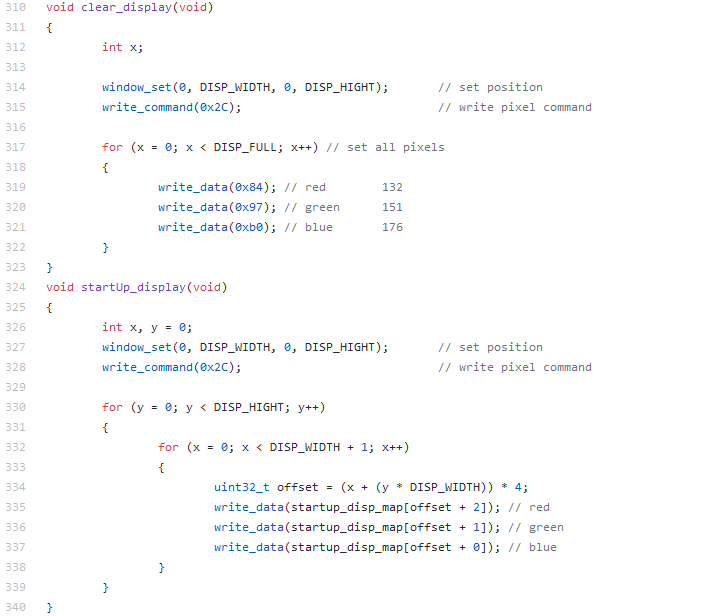 310 void clear_display(void)
311 {
312 int x;
313
314 window_set(0, DISP_WIDTH, 0, DISP_HIGHT); // set position
315 write_command(0x2C); // write pixel command
316
317 for (x = 0; x < DISP_FULL; x++) // set all pixels
318 {
319 write_data(0x84); // red 132
320 write_data(0x97); // green 151
321 write_data(0xb0); // blue 176
322 }
323 }
324 void startUp_display(void)
325 {
326 int x, y = 0;
327 window_set(0, DISP_WIDTH, 0, DISP_HIGHT); // set position
328 write_command(0x2C); // write pixel command
329
330 for (y = 0; y < DISP_HIGHT; y++)
331 {
332 for (x = 0; x < DISP_WIDTH + 1; x++)
333 {
334 uint32_t offset = (x + (y * DISP_WIDTH)) * 4;
335 write_data(startup_disp_map[offset + 2]); // red
336 write_data(startup_disp_map[offset + 1]); // green
337 write_data(startup_disp_map[offset + 0]); // blue
338 }
339 }
340 }